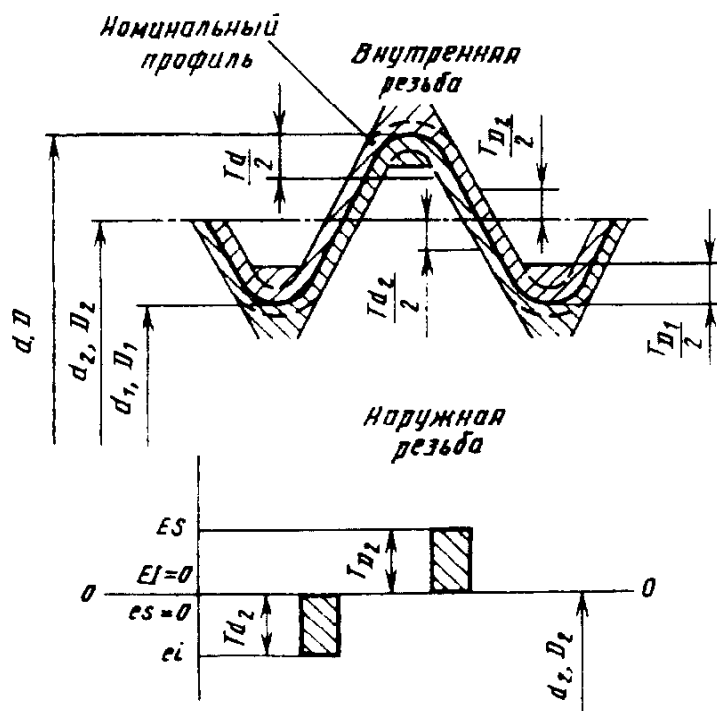 Номинальный
профиль
Внутренняя
резьба
Td/2
TD2/2
Td2/2
TD1/2
d, D
d2, D2
d1, D1
Наружная
резьба
ES
EI=0
0
es=0
ei
Td2
TD2
0
d2, D2